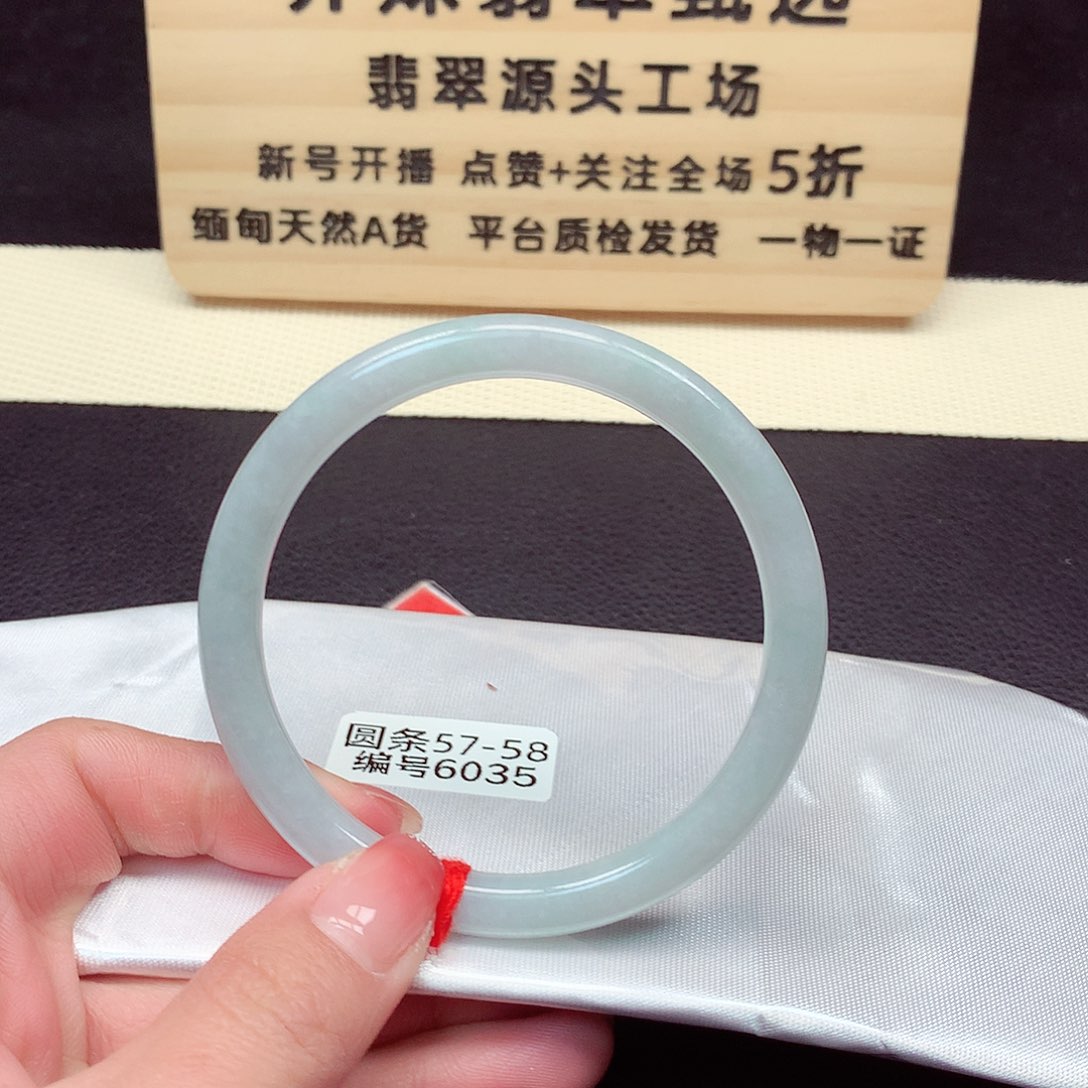 翡翠源头工场
新号开播 点赞+关注全场5折
缅甸天然A货 平台质检发货 一物一证
圆条57-58
编号6035